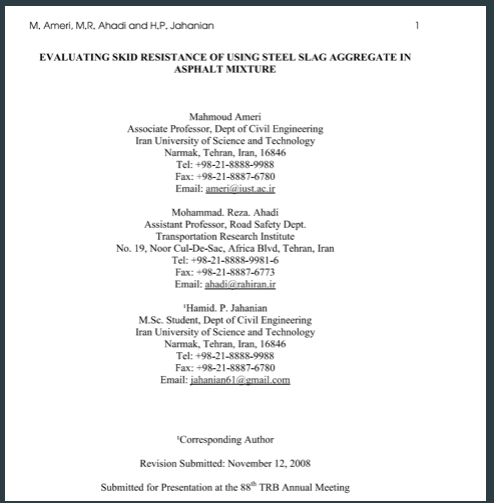 M. Ameri, M.R. Ahadi and H.P. Jahanian 1
EVALUATING SKID RESISTANCE OF USING STEEL SLAG AGGREGATE IN
ASPHALT MIXTURE
Mahmoud Ameri
Associate Professor, Dept of Civil Engineering
Iran University of Science and Technology
Narmak, Tehran, Iran, 16846
Tel: +98-21-8888-9988
Fax: +98-21-8887-6780
Email: ameri@iust.ac.ir
Mohammad. Reza. Ahadi
Assistant Professor, Road Safety Dept.
Transportation Research Institute
No. 19, Noor Cul-De-Sac, Africa Blvd, Tehran, Iran
Tel: +98-21-8888-9981-6
Fax: +98-21-8887-6773
Email: ahadi@rahiran.ir
¹Hamid. P. Jahanian
M.Sc. Student, Dept of Civil Engineering
Iran University of Science and Technology
Narmak, Tehran, Iran, 16846
Tel: +98-21-8888-9988
Fax: +98-21-8887-6780
Email: jahanian61@gmail.com
¹Corresponding Author
Revision Submitted: November 12, 2008
Submitted for Presentation at the 88th TRB Annual Meeting